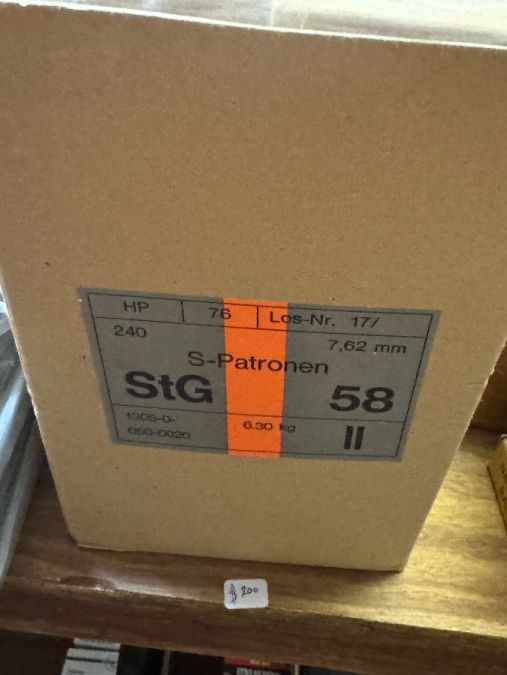 HP 76 Los-Nr. 17/
240 7,62 mm
S-Patronen
StG 58
1305-0-
050-0020 6.30 kg II
$ 200